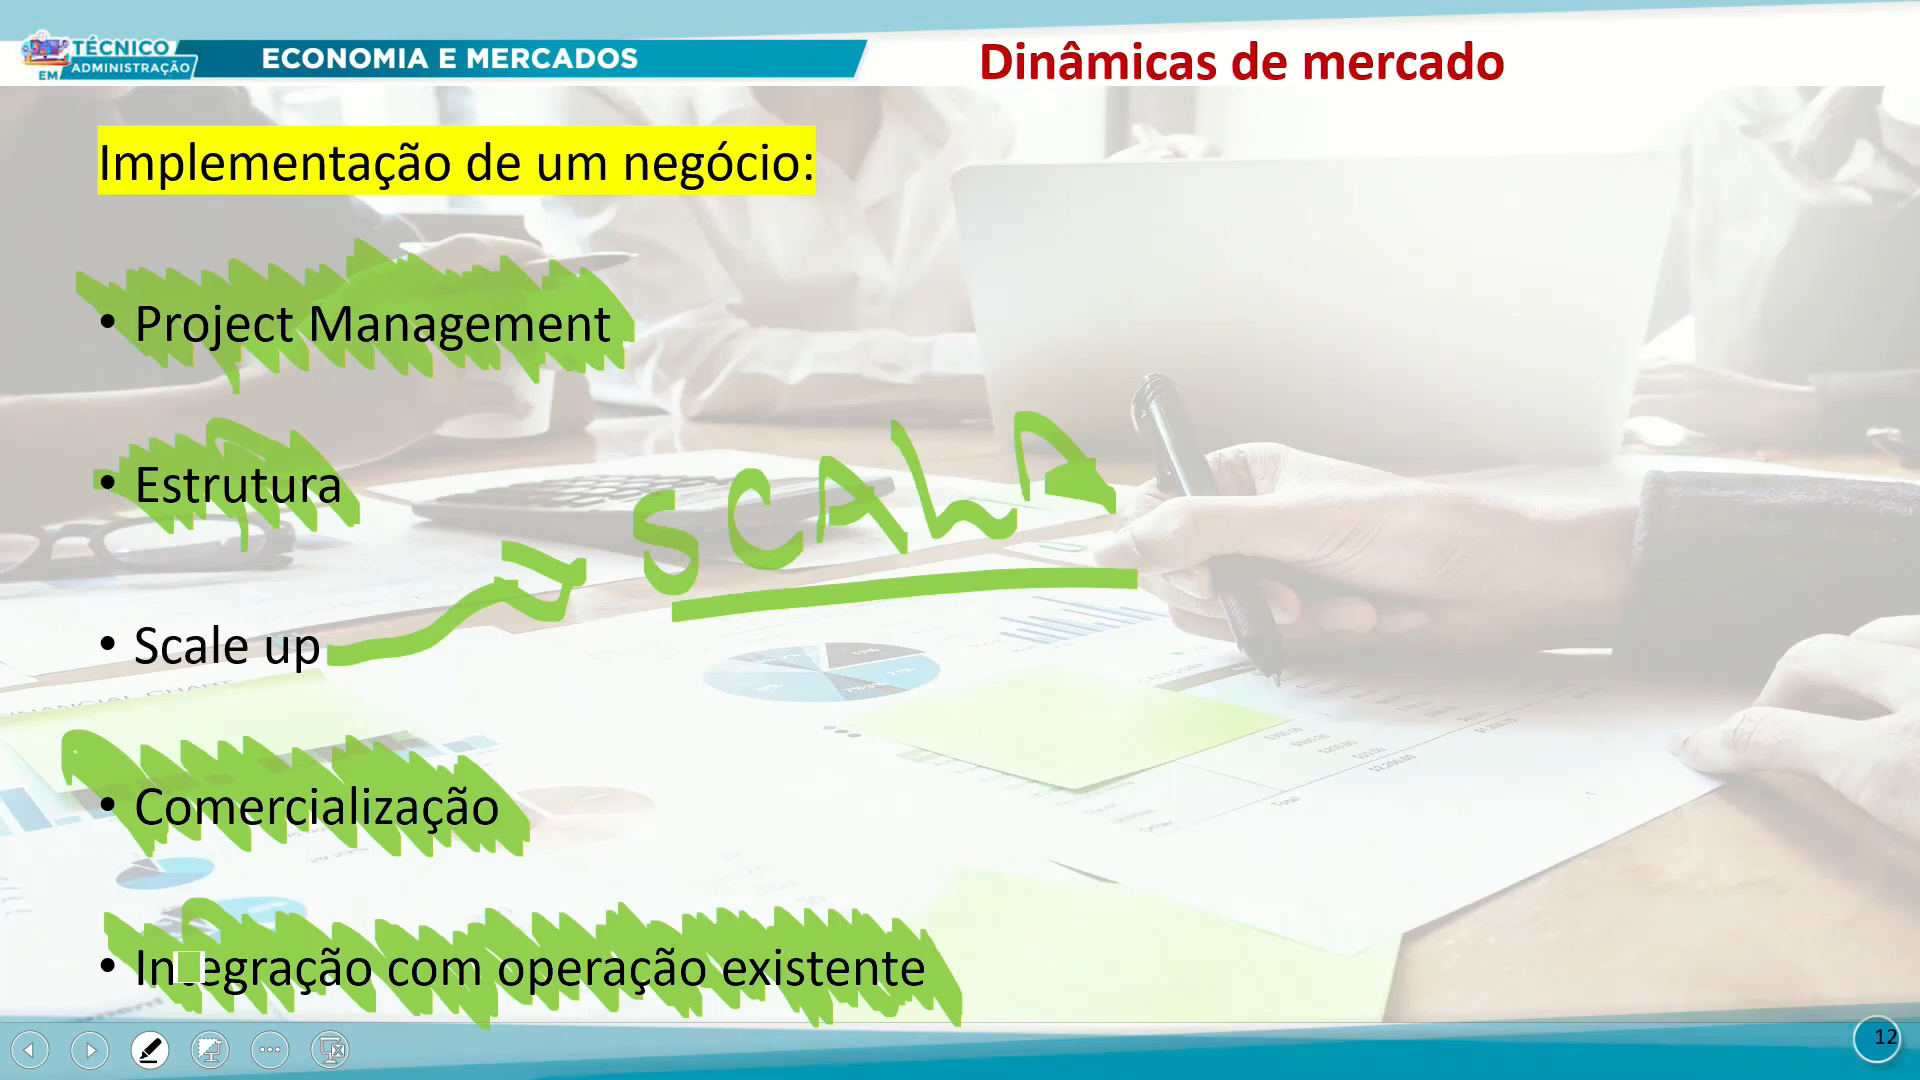 TÉCNICO
EM ADMINISTRAÇÃO
ECONOMIA E MERCADOS
Dinâmicas de mercado
Implementação de um negócio:
• Project Management
• Estrutura
SCALA
• Scale up
• Comercialização
• Integração com operação existente
12